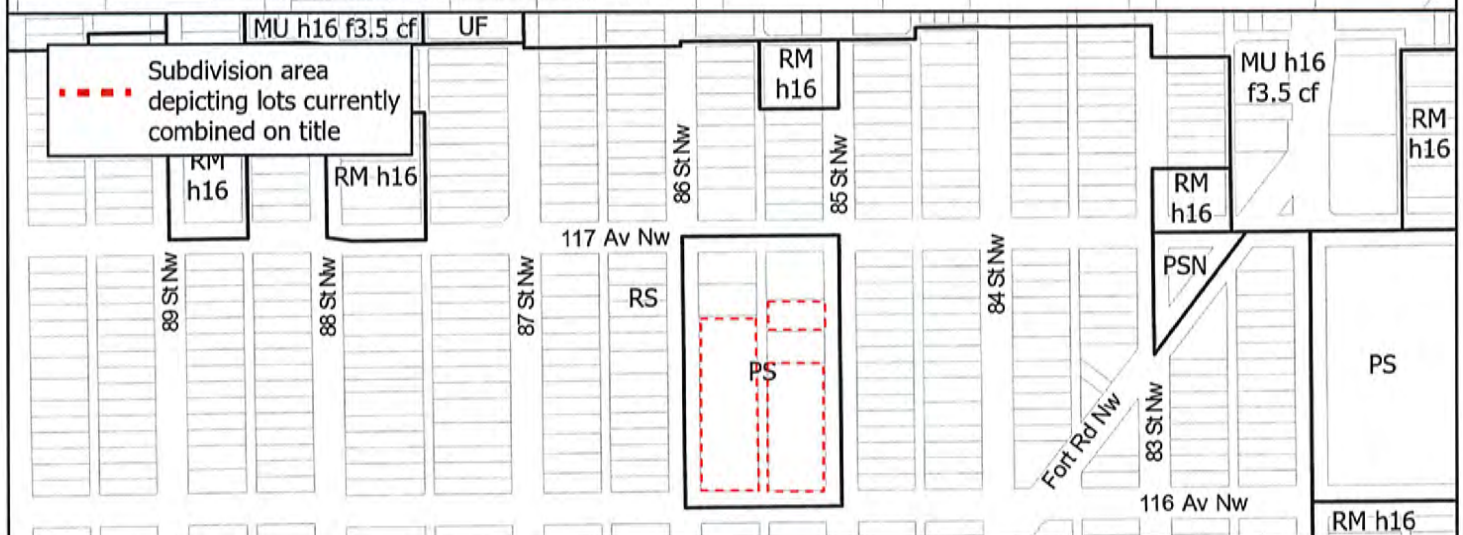 MU h16 f3.5 cf
UF
Subdivision area
depicting lots currently
combined on title
RM
h16
MU h16
f3.5 cf
RM
h16
RM
h16
RM h16
86 St Nw
85 St Nw
RM
h16
117 Av Nw
89 St Nw
88 St Nw
87 St Nw
RS
84 St Nw
PSN
PS
PS
Fort Rd Nw
83 St Nw
116 Av Nw
RM h16